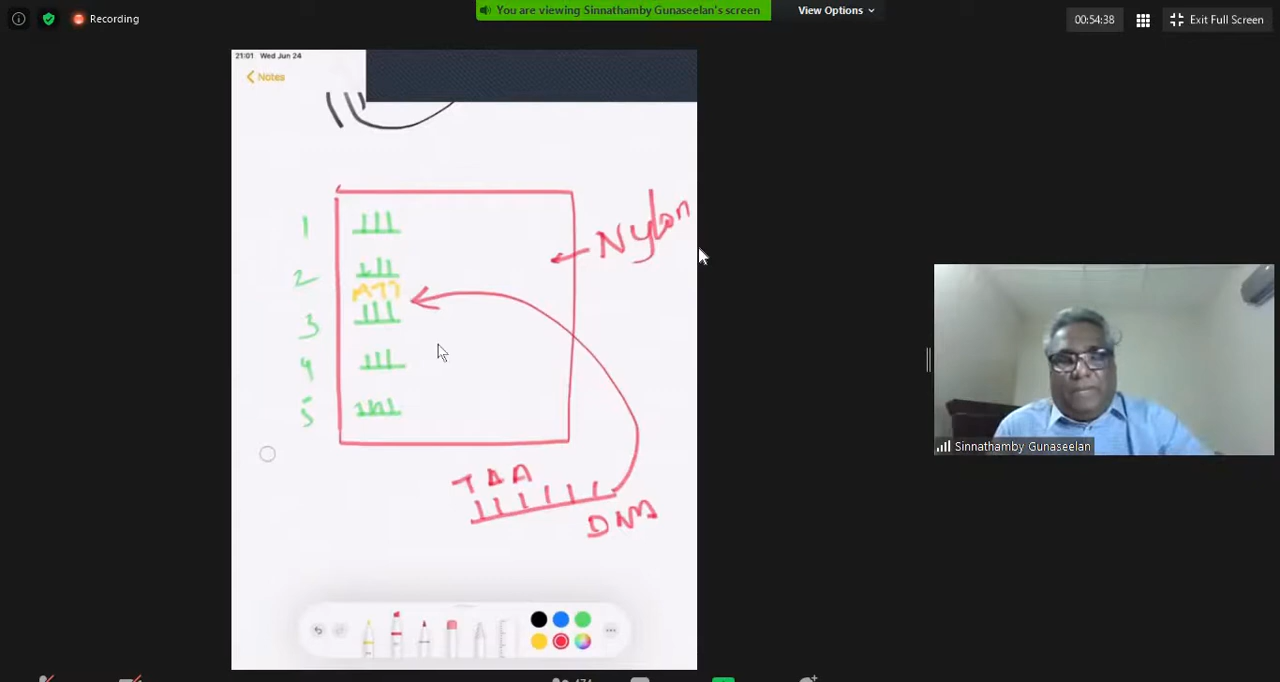 Recording
You are viewing Sinnathamby Gunaseelan's screen
View Options
00:54:38
Exit Full Screen
21:01 Wed Jun 24
Notes
Nylon
1
2
ATT
3
4
5
TAA
DNA
Sinnathamby Gunaseelan